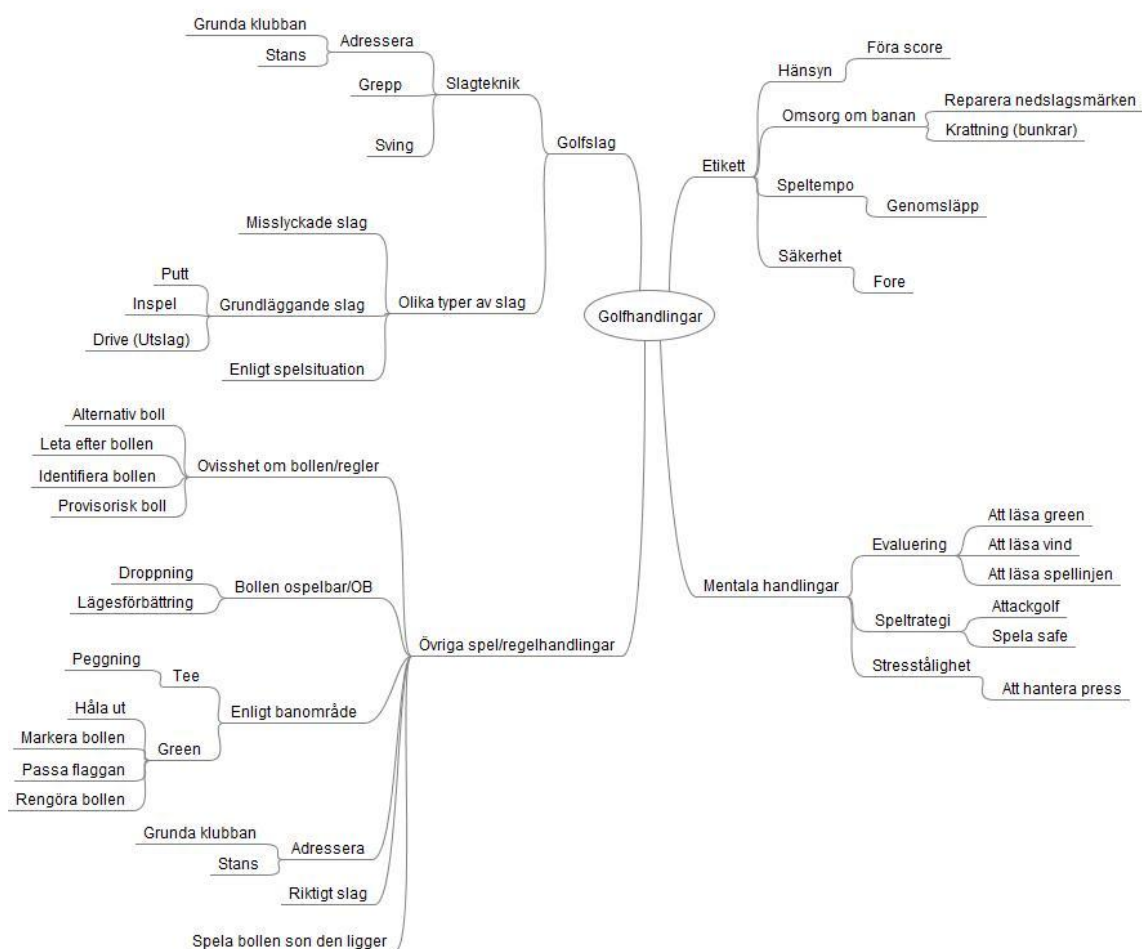 Golfhandlingar
Golfslag
Slagteknik
Adressera
Grunda klubban
Stans
Grepp
Sving
Olika typer av slag
Misslyckade slag
Grundläggande slag
Putt
Inspel
Drive (Utslag)
Enligt spelsituation
Övriga spel/regelhandlingar
Ovisshet om bollen/regler
Alternativ boll
Leta efter bollen
Identifiera bollen
Provisorisk boll
Bollen ospelbar/OB
Droppning
Lägesförbättring
Enligt banområde
Tee
Peggning
Green
Håla ut
Markera bollen
Passa flaggan
Rengöra bollen
Adressera
Grunda klubban
Stans
Riktigt slag
Spela bollen son den ligger
Etikett
Hänsyn
Föra score
Omsorg om banan
Reparera nedslagsmärken
Krattning (bunkrar)
Speltempo
Genomsläpp
Säkerhet
Fore
Mentala handlingar
Evaluering
Att läsa green
Att läsa vind
Att läsa spellinjen
Speltrategi
Attackgolf
Spela safe
Stresstålighet
Att hantera press